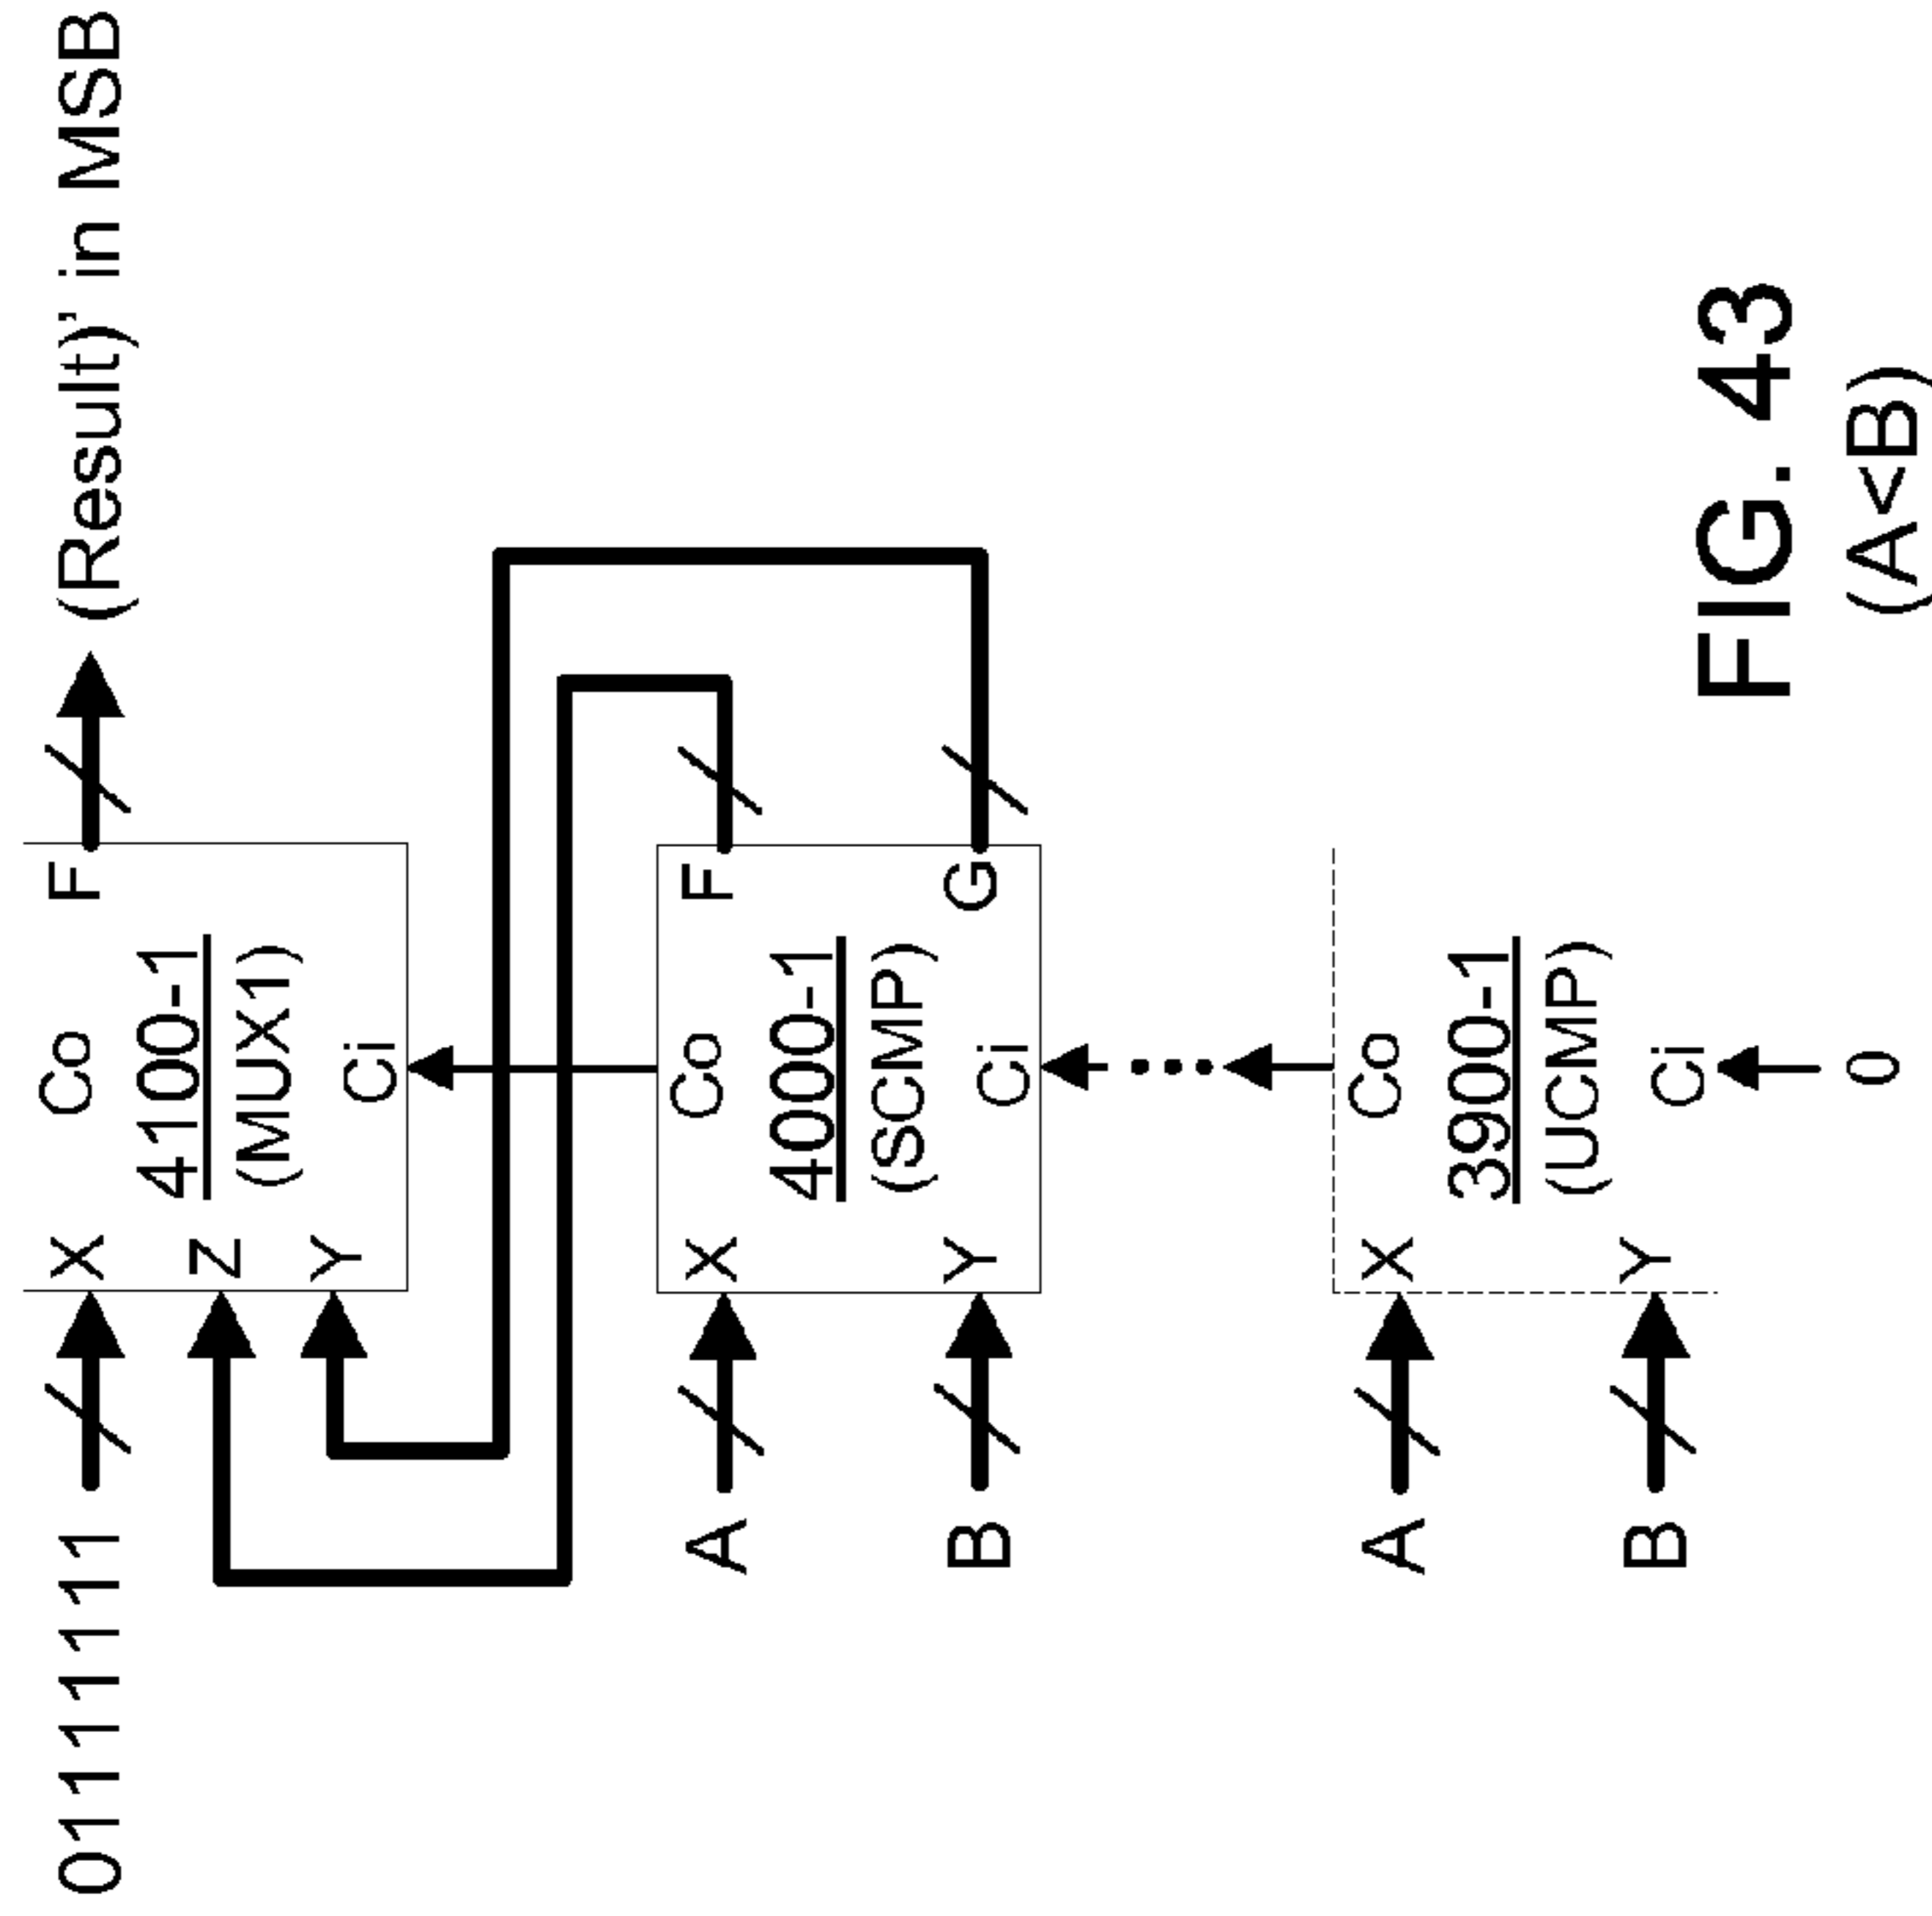 Co
01111111 X F (Result)' in MSB
4100-1
Z
(MUX1)
Y
Ci
Co
A X F
4000-1
(SCMP)
B Y G
Ci
Co
A X
3900-1
(UCMP)
B Y
Ci
0
FIG. 43
(A<B)